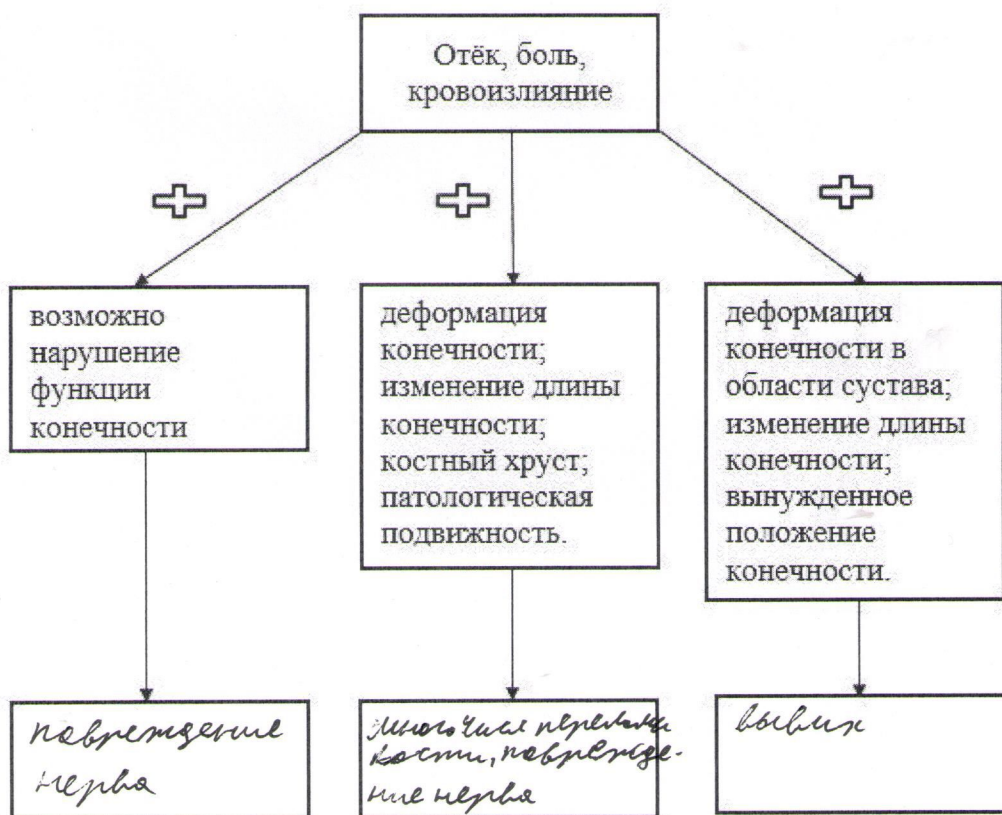 Отёк, боль,
кровоизлияние
возможно
нарушение
функции
конечности
деформация
конечности;
изменение длины
конечности;
костный хруст;
патологическая
подвижность.
деформация
конечности в
области сустава;
изменение длины
конечности;
вынужденное
положение
конечности.
повреждение
нерва
кости, поврежде-
ние нерва
вывих